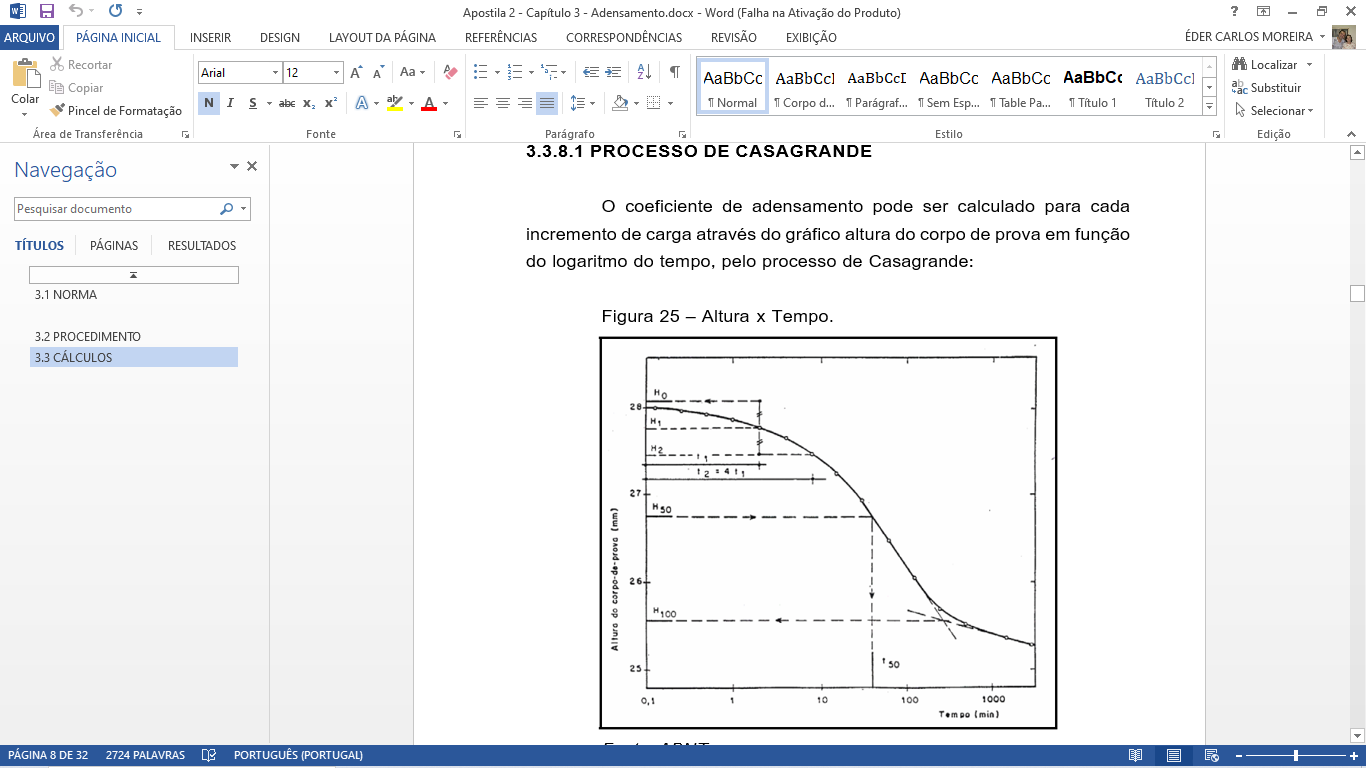 Apostila 2 - Capítulo 3 - Adensamento.docx - Word (Falha na Ativação do Produto)
ARQUIVO PÁGINA INICIAL INSERIR DESIGN LAYOUT DA PÁGINA REFERÊNCIAS CORRESPONDÊNCIAS REVISÃO EXIBIÇÃO ÉDER CARLOS MOREIRA
Colar
Recortar
Copiar
Pincel de Formatação
Área de Transferência
Arial 12
Fonte
Parágrafo
AaBbCc AaBbCcI AaBbCcI AaBbCc AaBbCc AaBbCc AaBbCcI
¶ Normal ¶ Corpo d... ¶ Parágraf... ¶ Sem Esp... ¶ Table Pa... ¶ Título 1 Título 2
Estilo
Localizar
Substituir
Selecionar
Edição
Navegação
Pesquisar documento
TÍTULOS PÁGINAS RESULTADOS
3.1 NORMA
3.2 PROCEDIMENTO
3.3 CÁLCULOS
3.3.8.1 PROCESSO DE CASAGRANDE
O coeficiente de adensamento pode ser calculado para cada
incremento de carga através do gráfico altura do corpo de prova em função
do logaritmo do tempo, pelo processo de Casagrande:
Figura 25 – Altura x Tempo.
Altura do corpo-de-prova (mm)
28
27
26
25
H0
H1
H2
t1
t2 = 4 t1
H50
H100
t50
0,1 1 10 100 1000
Tempo (min)
PÁGINA 8 DE 32 2724 PALAVRAS PORTUGUÊS (PORTUGAL)